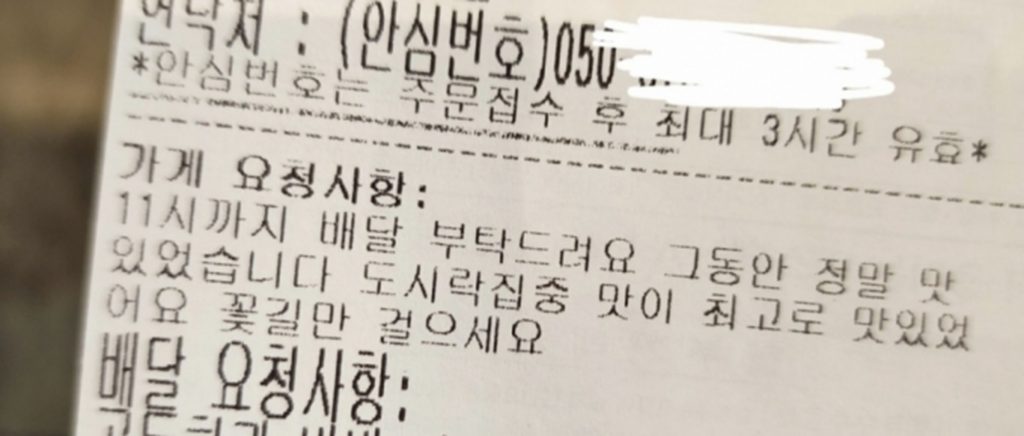 연락처 : (안심번호)050-
*안심번호는 주문접수 후 최대 3시간 유효*
가게 요청사항:
11시까지 배달 부탁드려요 그동안 정말 맛
있었습니다 도시락집중 맛이 최고로 맛있었
어요 꽃길만 걸으세요
배달 요청사항: